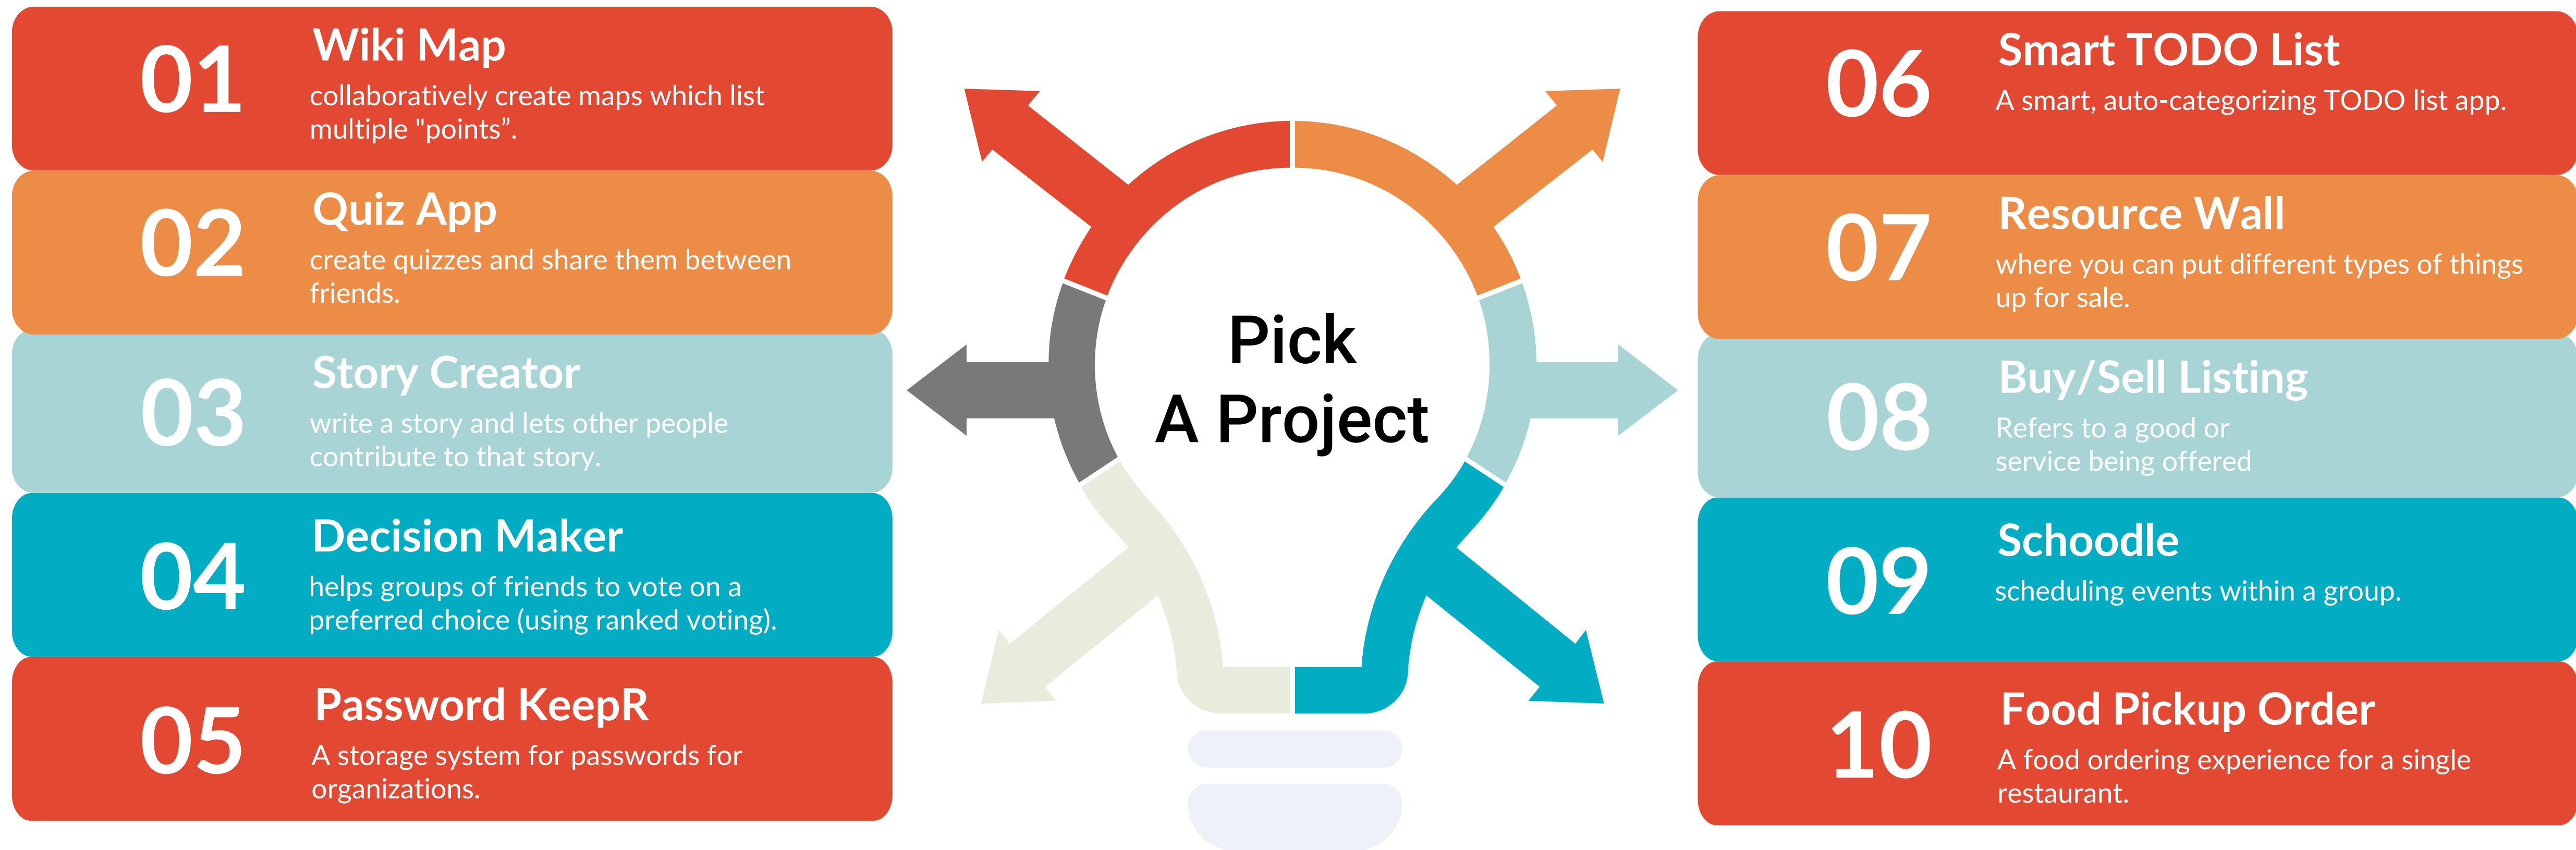 01
Wiki Map
collaboratively create maps which list
multiple "points”.
02
Quiz App
create quizzes and share them between
friends.
03
Story Creator
write a story and lets other people
contribute to that story.
04
Decision Maker
helps groups of friends to vote on a
preferred choice (using ranked voting).
05
Password KeepR
A storage system for passwords for
organizations.
Pick
A Project
06
Smart TODO List
A smart, auto-categorizing TODO list app.
07
Resource Wall
where you can put different types of things
up for sale.
08
Buy/Sell Listing
Refers to a good or
service being offered
09
Schoodle
scheduling events within a group.
10
Food Pickup Order
A food ordering experience for a single
restaurant.